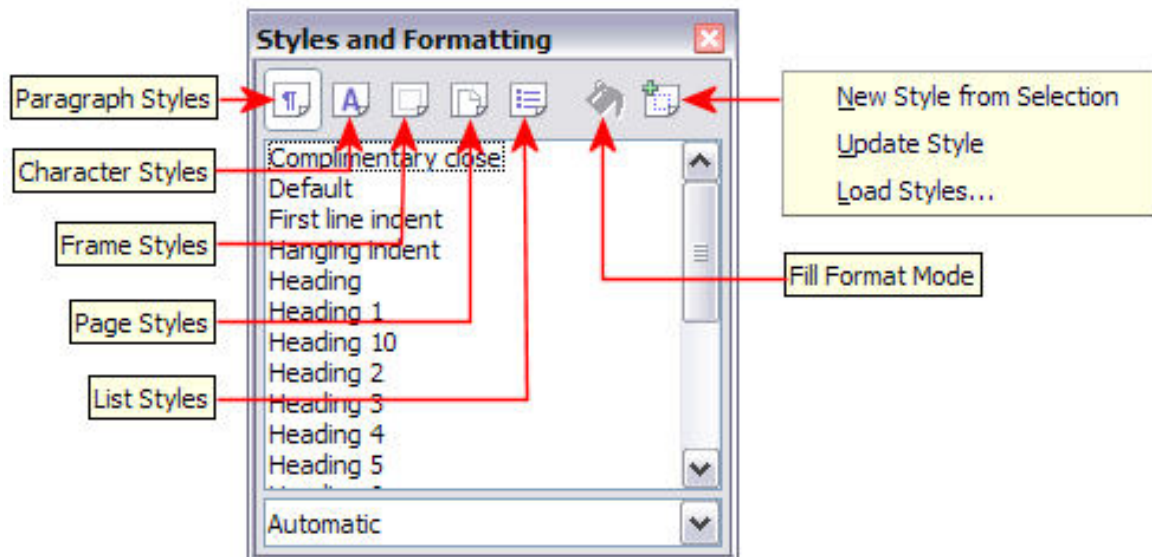 Styles and Formatting
Paragraph Styles
Character Styles
Frame Styles
Page Styles
List Styles
New Style from Selection
Update Style
Load Styles...
Fill Format Mode
Complimentary close
Default
First line indent
Hanging indent
Heading
Heading 1
Heading 10
Heading 2
Heading 3
Heading 4
Heading 5
Automatic